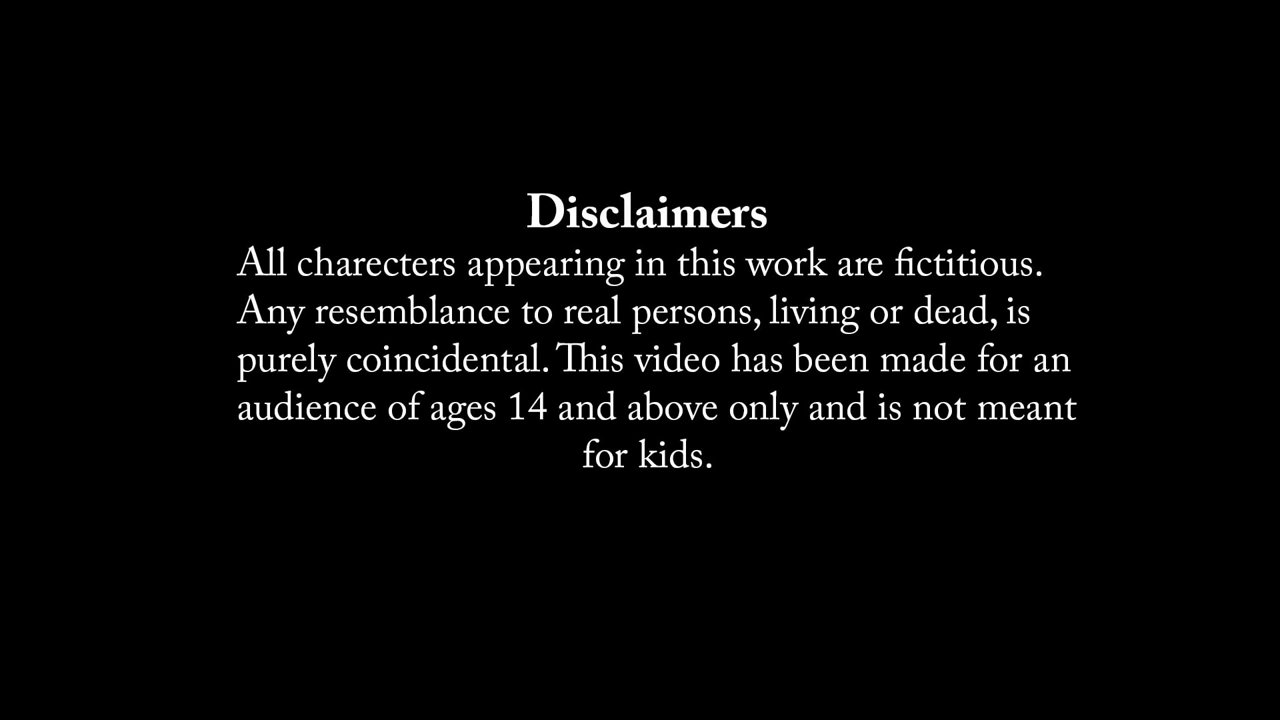 Disclaimers
All charecters appearing in this work are fictitious.
Any resemblance to real persons, living or dead, is
purely coincidental. This video has been made for an
audience of ages 14 and above only and is not meant
for kids.